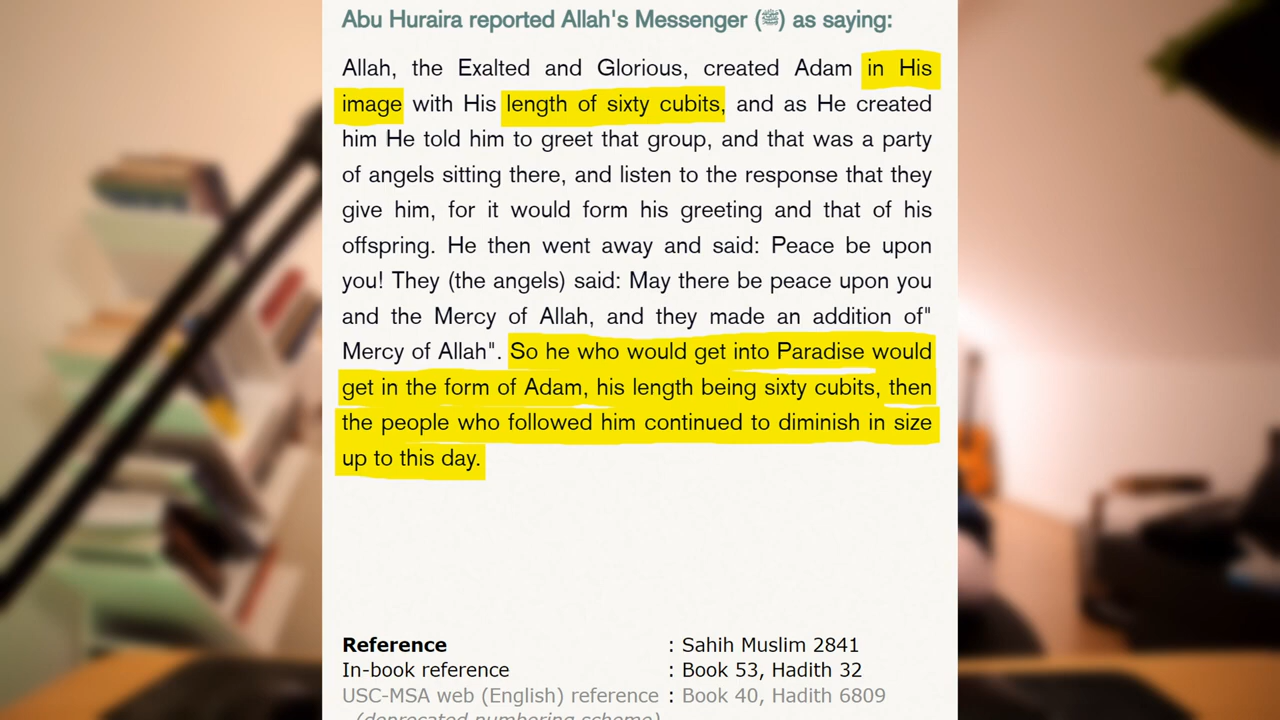 Abu Huraira reported Allah's Messenger (ﷺ) as saying:
Allah, the Exalted and Glorious, created Adam in His
image with His length of sixty cubits, and as He created
him He told him to greet that group, and that was a party
of angels sitting there, and listen to the response that they
give him, for it would form his greeting and that of his
offspring. He then went away and said: Peace be upon
you! They (the angels) said: May there be peace upon you
and the Mercy of Allah, and they made an addition of"
Mercy of Allah". So he who would get into Paradise would
get in the form of Adam, his length being sixty cubits, then
the people who followed him continued to diminish in size
up to this day.
Reference : Sahih Muslim 2841
In-book reference : Book 53, Hadith 32
USC-MSA web (English) reference : Book 40, Hadith 6809
(deprecated numbering scheme)